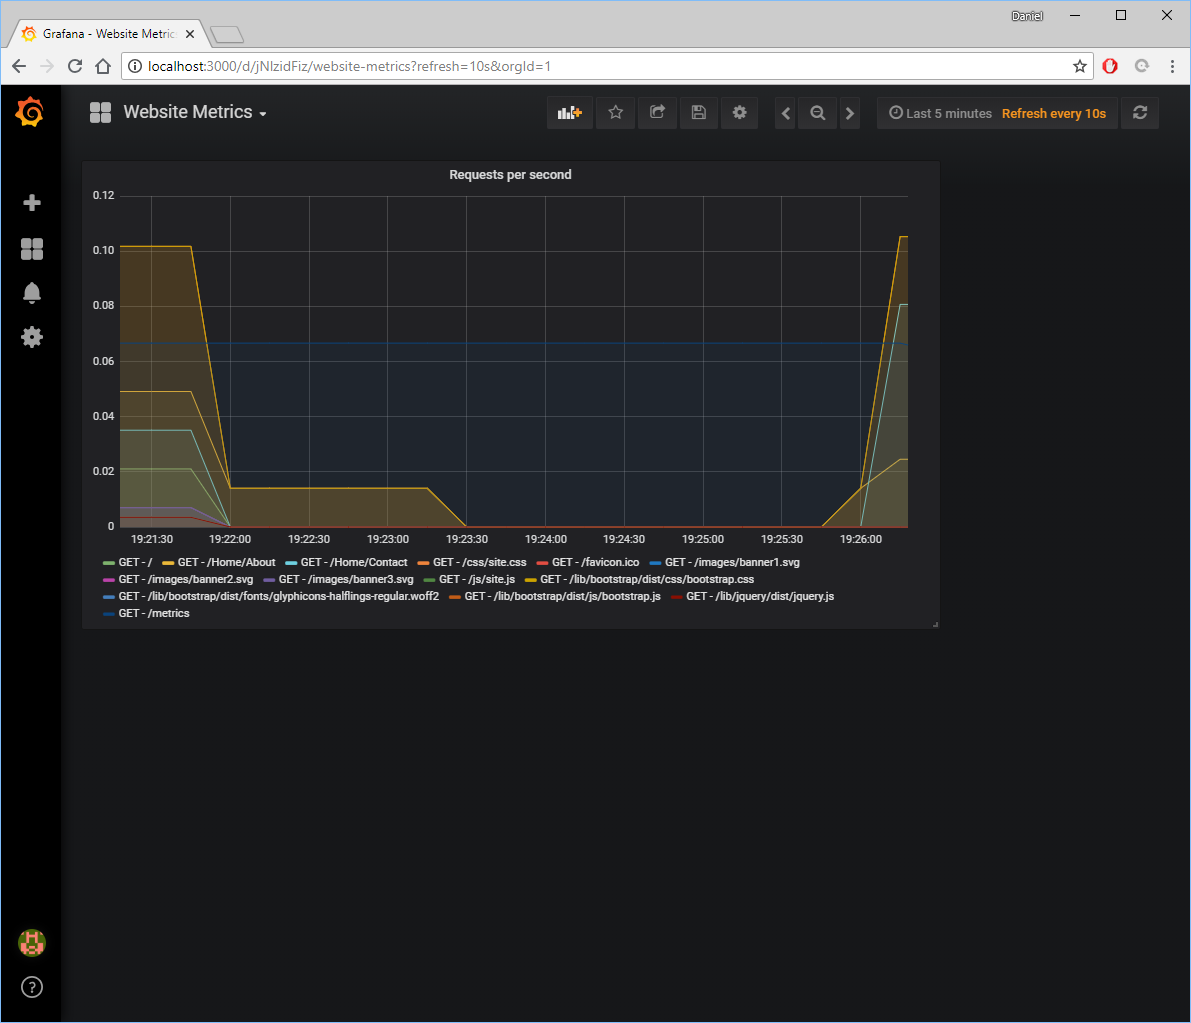 Daniel
Grafana - Website Metric
localhost:3000/d/jNlzidFiz/website-metrics?refresh=10s&orgId=1
Website Metrics
Last 5 minutes Refresh every 10s
Requests per second
0.12
0.10
0.08
0.06
0.04
0.02
0
19:21:30 19:22:00 19:22:30 19:23:00 19:23:30 19:24:00 19:24:30 19:25:00 19:25:30 19:26:00
GET - / GET - /Home/About GET - /Home/Contact GET - /css/site.css GET - /favicon.ico GET - /images/banner1.svg
GET - /images/banner2.svg GET - /images/banner3.svg GET - /js/site.js GET - /lib/bootstrap/dist/css/bootstrap.css
GET - /lib/bootstrap/dist/fonts/glyphicons-halflings-regular.woff2 GET - /lib/bootstrap/dist/js/bootstrap.js GET - /lib/jquery/dist/jquery.js
GET - /metrics
?